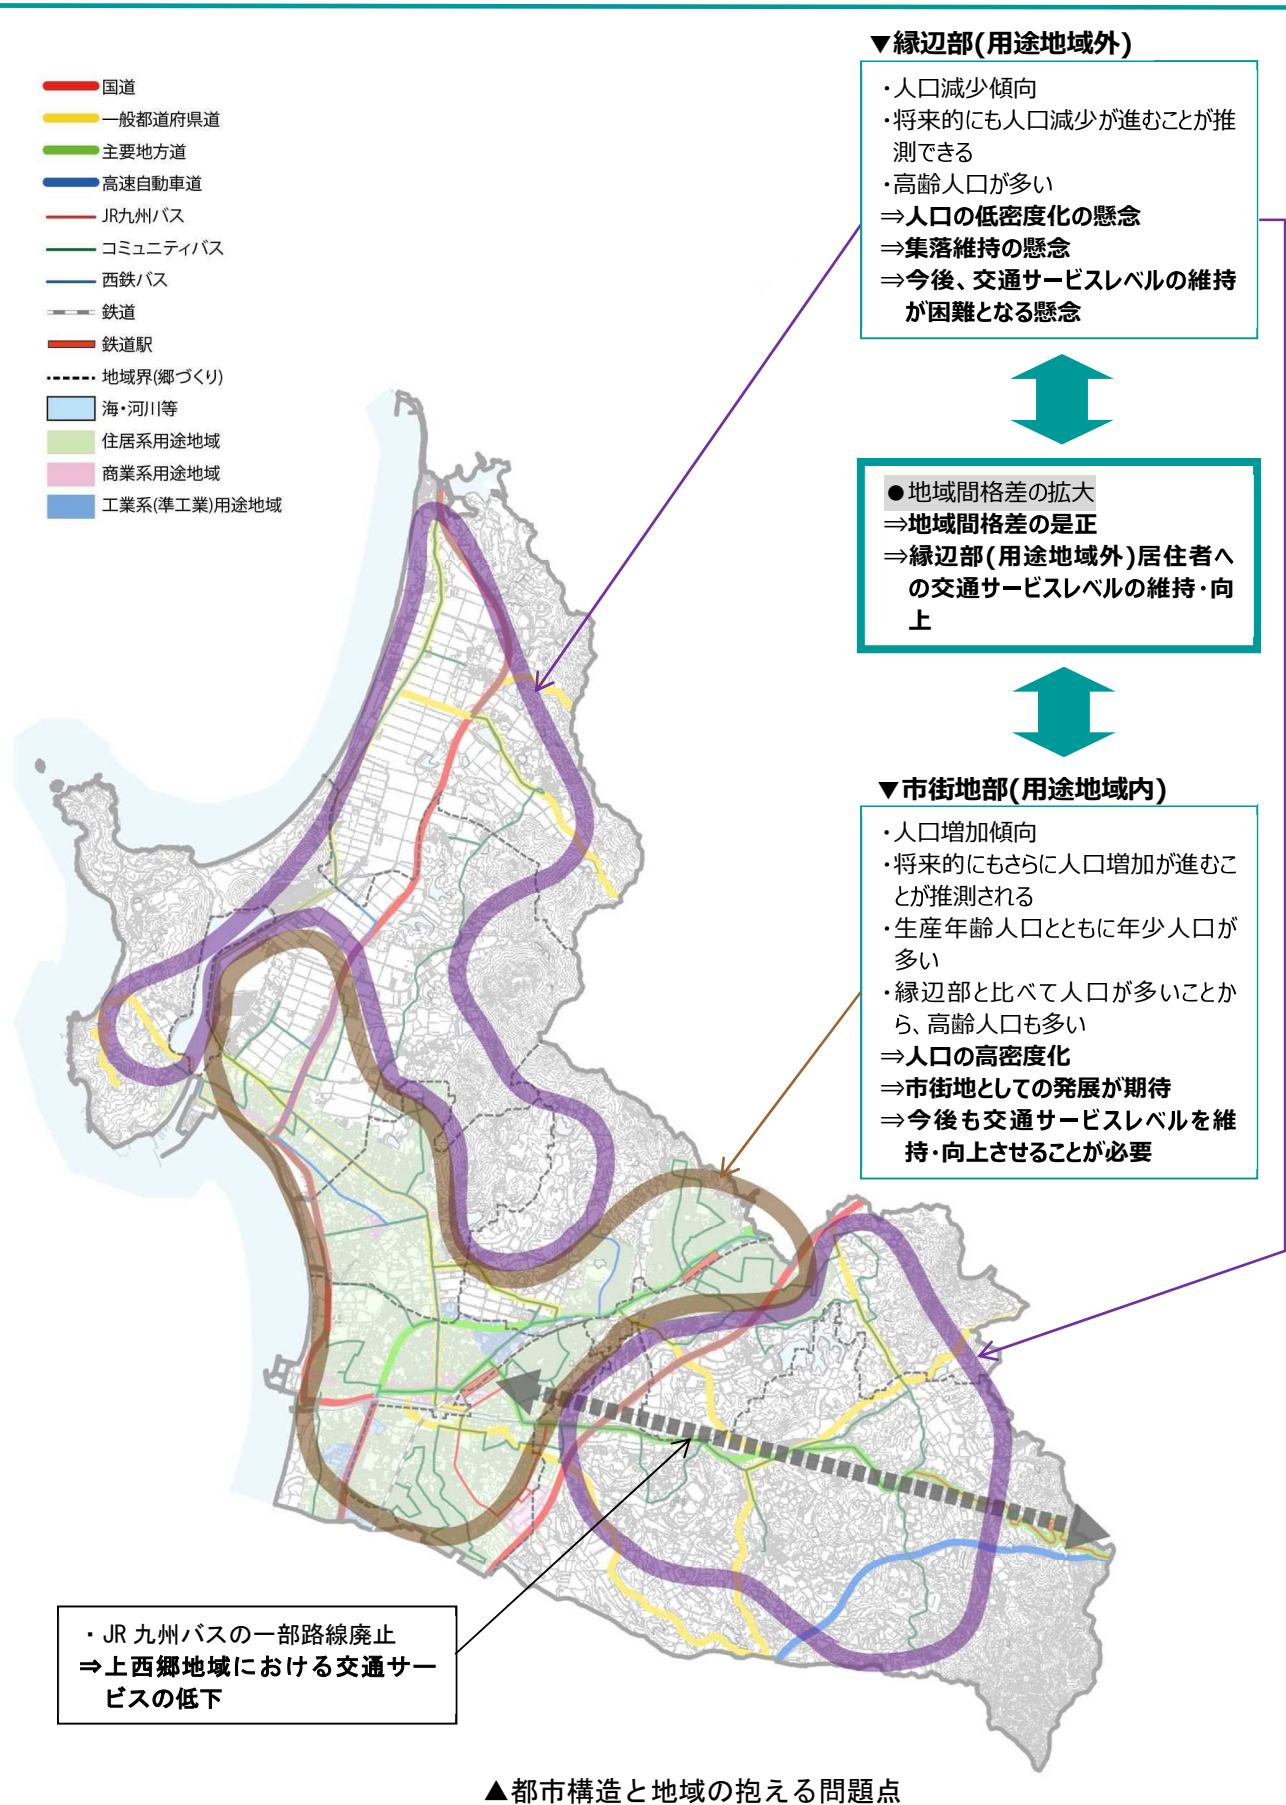 国道
一般都道府県道
主要地方道
高速自動車道
JR九州バス
コミュニティバス
西鉄バス
鉄道
鉄道駅
地域界(郷づくり)
海・河川等
住居系用途地域
商業系用途地域
工業系(準工業)用途地域
▼縁辺部(用途地域外)
・人口減少傾向
・将来的にも人口減少が進むことが推
測できる
・高齢人口が多い
⇒人口の低密度化の懸念
⇒集落維持の懸念
⇒今後、交通サービスレベルの維持
が困難となる懸念
●地域間格差の拡大
⇒地域間格差の是正
⇒縁辺部(用途地域外)居住者へ
の交通サービスレベルの維持・向
上
▼市街地部(用途地域内)
・人口増加傾向
・将来的にもさらに人口増加が進むこ
とが推測される
・生産年齢人口とともに年少人口が
多い
・縁辺部と比べて人口が多いことか
ら、高齢人口も多い
⇒人口の高密度化
⇒市街地としての発展が期待
⇒今後も交通サービスレベルを維
持・向上させることが必要
・JR 九州バスの一部路線廃止
⇒上西郷地域における交通サー
ビスの低下
▲都市構造と地域の抱える問題点